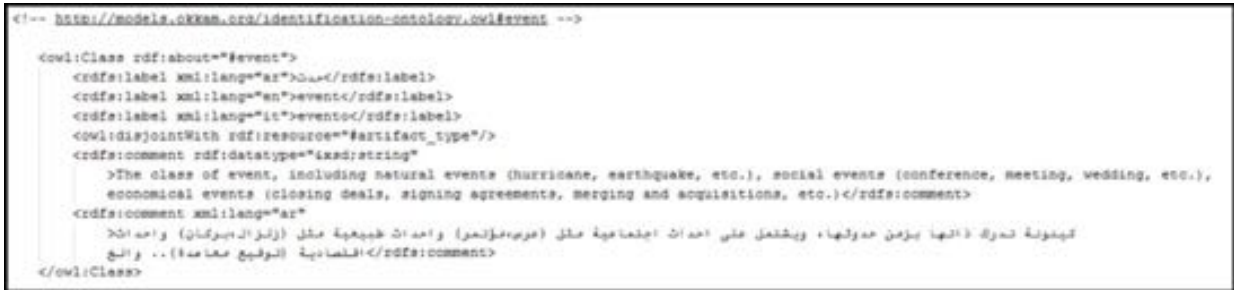 <!-- http://models.okkam.org/identification-ontology.owl#event -->
<owl:Class rdf:about="#event">
<rdfs:label xml:lang="ar">حدث</rdfs:label>
<rdfs:label xml:lang="en">event</rdfs:label>
<rdfs:label xml:lang="it">evento</rdfs:label>
<owl:disjointWith rdf:resource="#artifact_type"/>
<rdfs:comment rdf:datatype="&xsd;string"
>The class of event, including natural events (hurricane, earthquake, etc.), social events (conference, meeting, wedding, etc.),
economical events (closing deals, signing agreements, merging and acquisitions, etc.)</rdfs:comment>
<rdfs:comment xml:lang="ar"
>كينونة تدرك ذاتها بزمن حدوثها، ويشتمل على احداث اجتماعية مثل (عرس،مؤتمر) واحداث طبيعية مثل (زلزال،بركان) واحداث
اقتصادية (توقيع معاهدة).. والخ</rdfs:comment>
</owl:Class>